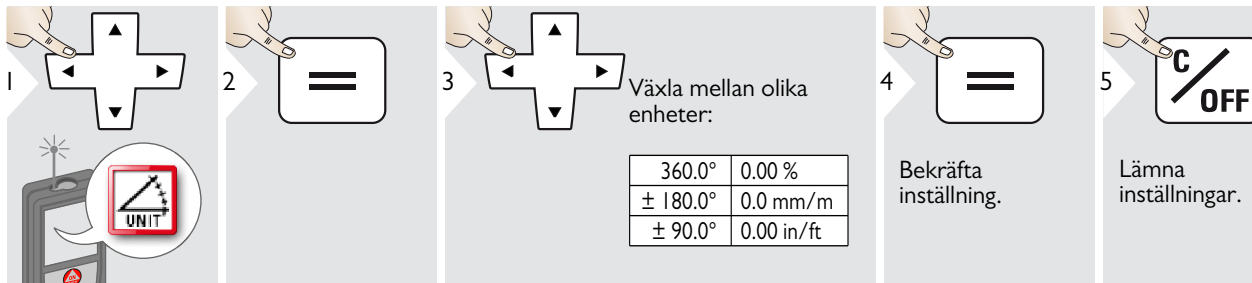 1
UNIT
ON
2
=
3
Växla mellan olika
enheter:
360.0° 0.00 %
± 180.0° 0.0 mm/m
± 90.0° 0.00 in/ft
4
=
Bekräfta
inställning.
5
C/OFF
Lämna
inställningar.